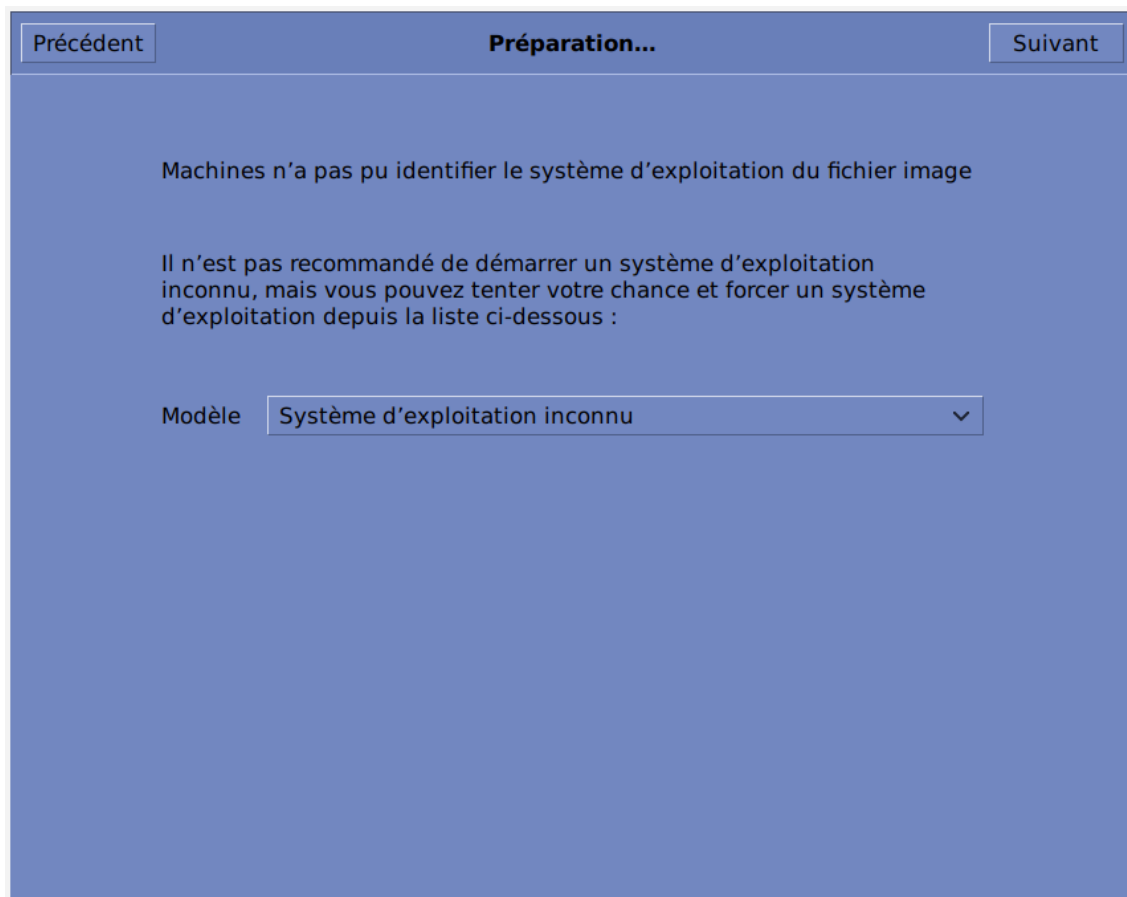 Précédent
Préparation…
Suivant
Machines n’a pas pu identifier le système d’exploitation du fichier image
Il n’est pas recommandé de démarrer un système d’exploitation
inconnu, mais vous pouvez tenter votre chance et forcer un système
d’exploitation depuis la liste ci-dessous :
Modèle
Système d’exploitation inconnu